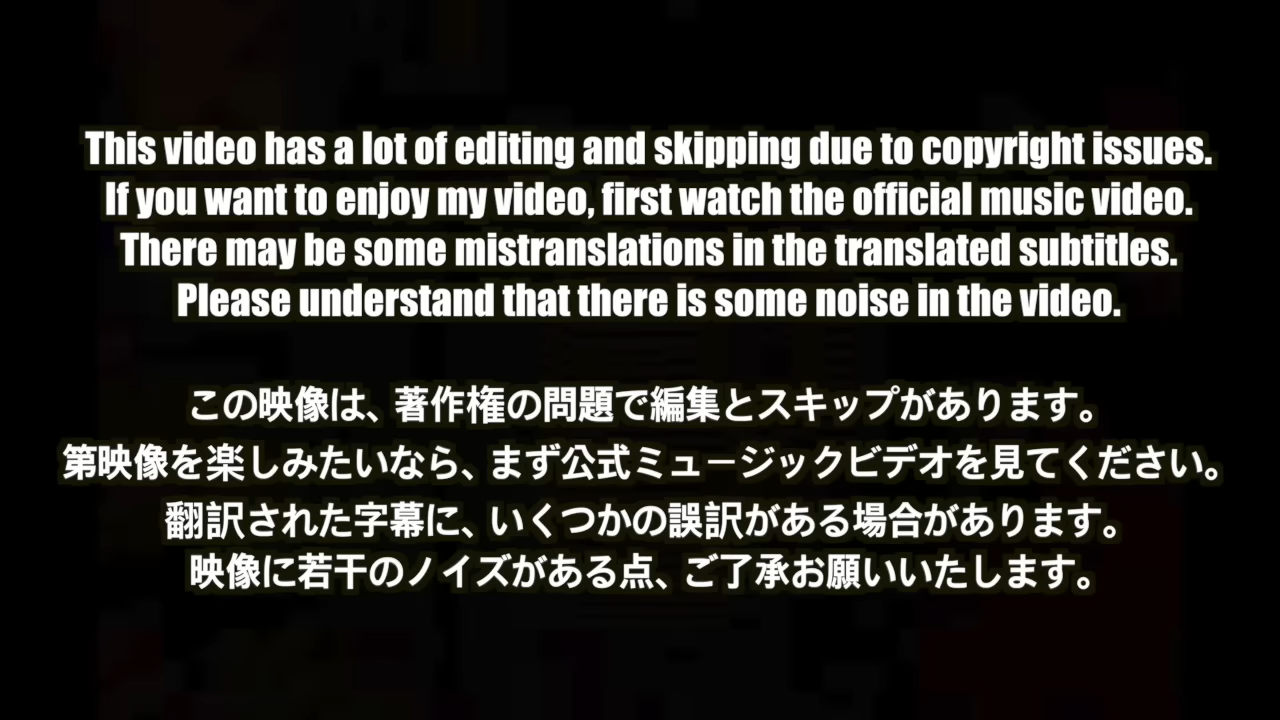 This video has a lot of editing and skipping due to copyright issues.
If you want to enjoy my video, first watch the official music video.
There may be some mistranslations in the translated subtitles.
Please understand that there is some noise in the video.
この映像は、著作権の問題で編集とスキップがあります。
第映像を楽しみたいなら、まず公式ミュージックビデオを見てください。
翻訳された字幕に、いくつかの誤訳がある場合があります。
映像に若干のノイズがある点、ご了承お願いいたします。